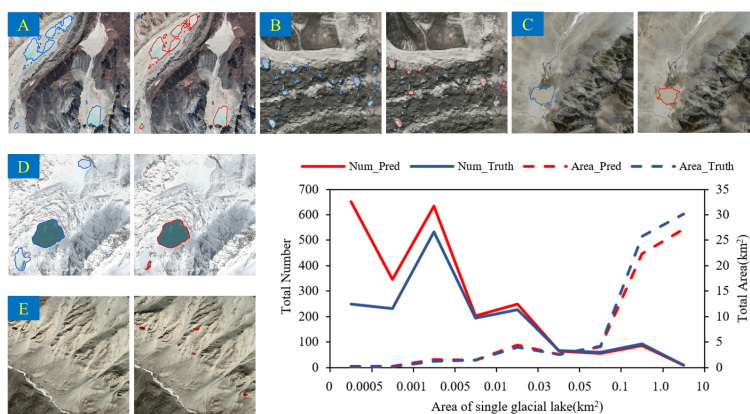 A
B
C
D
E
Num_Pred Num_Truth Area_Pred Area_Truth
700
600
500
400
300
200
100
0
Total Number
35
30
25
20
15
10
5
0
Total Area(km²)
0.0005 0.001 0.005 0.01 0.03 0.05 0.1 1.0 10
Area of single glacial lake(km²)